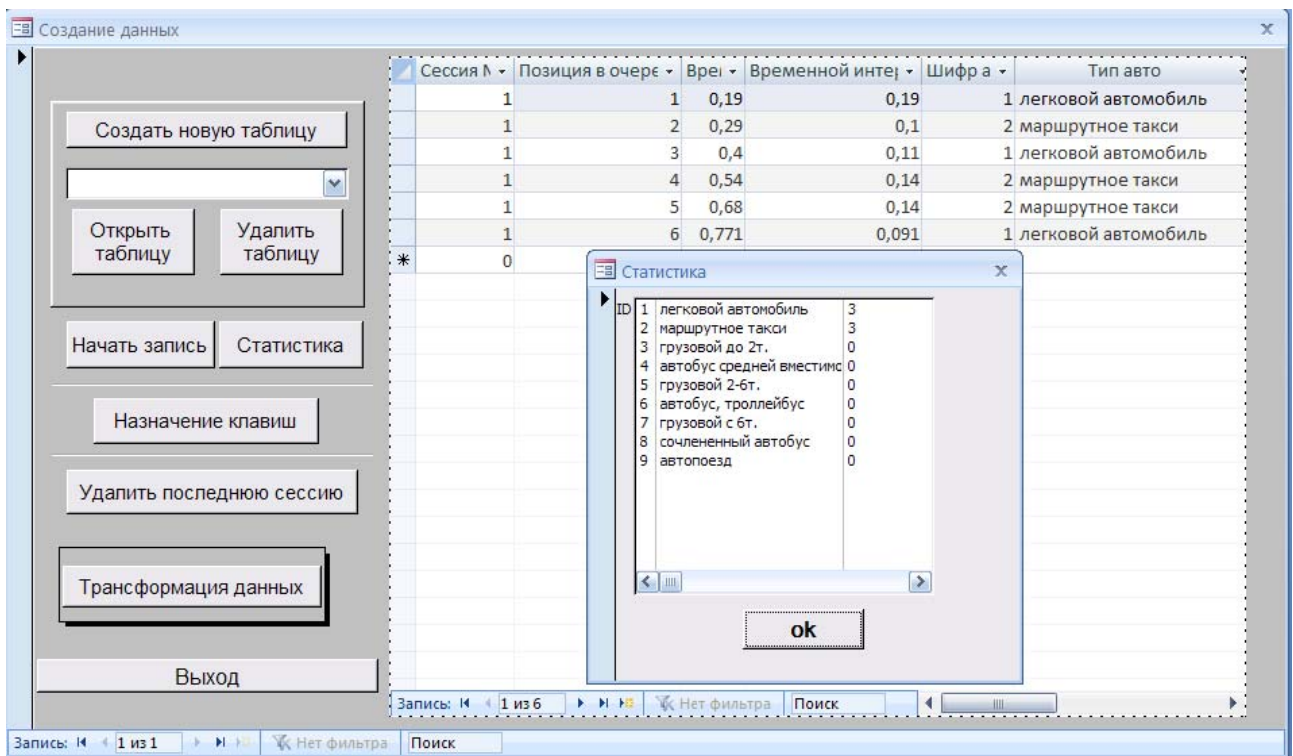 Создание данных
Создать новую таблицу
Открыть таблицу
Удалить таблицу
Начать запись
Статистика
Назначение клавиш
Удалить последнюю сессию
Трансформация данных
Выход
Сессия № Позиция в очере Врем Временной интер Шифр а Тип авто
1 1 0,19 0,19 1 легковой автомобиль
1 2 0,29 0,1 2 маршрутное такси
1 3 0,4 0,11 1 легковой автомобиль
1 4 0,54 0,14 2 маршрутное такси
1 5 0,68 0,14 2 маршрутное такси
1 6 0,771 0,091 1 легковой автомобиль
* 0
Статистика
ID 1 легковой автомобиль 3
2 маршрутное такси 3
3 грузовой до 2т. 0
4 автобус средней вместимо 0
5 грузовой 2-6т. 0
6 автобус, троллейбус 0
7 грузовой с 6т. 0
8 сочлененный автобус 0
9 автопоезд 0
ok
Запись: 1 из 6 Нет фильтра Поиск
Запись: 1 из 1 Нет фильтра Поиск